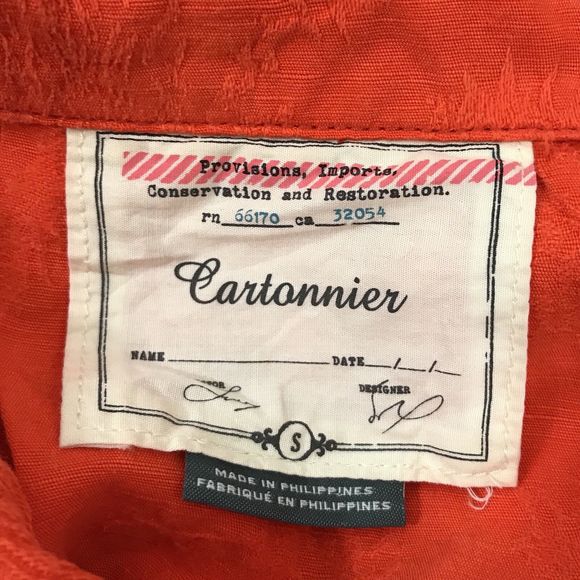 Provisions, Imports.
Conservation and Restoration.
rn 66170 ca 32054
Cartonnier
NAME DATE / /
DESIGNER
S
MADE IN PHILIPPINES
FABRIQUÉ EN PHILIPPINES